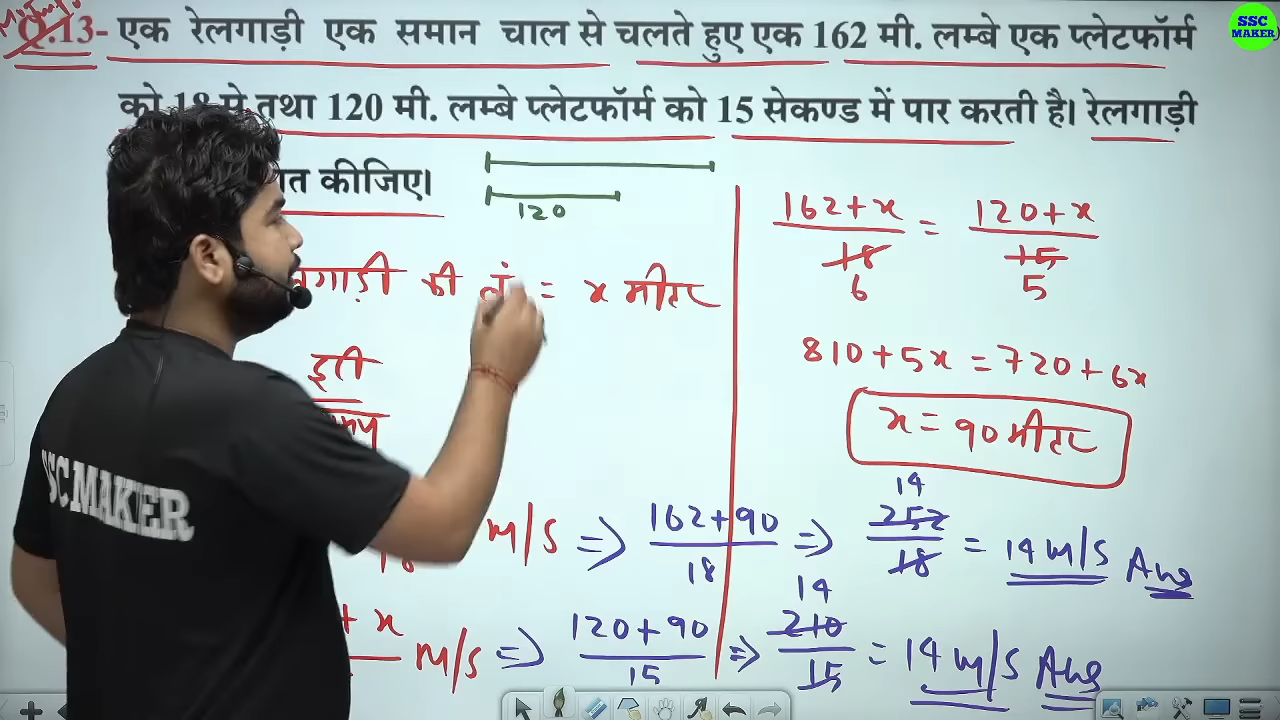 Q.13- एक रेलगाड़ी एक समान चाल से चलते हुए एक 162 मी. लम्बे एक प्लेटफॉर्म
SSC MAKER
को 18 से तथा 120 मी. लम्बे प्लेटफॉर्म को 15 सेकण्ड में पार करती है। रेलगाड़ी
कीजिए।
120
162+x / 18 = 120+x / 15
6 5
की लं = x मीटर
810+5x = 720+6x
दूरी
x = 90 मीटर
SSC MAKER
m/s ⇒ 162+90 / 18 ⇒ 252 / 18 = 14 m/s Ans
14
+ x m/s ⇒ 120+90 / 15 ⇒ 210 / 15 = 14 m/s Ans
14